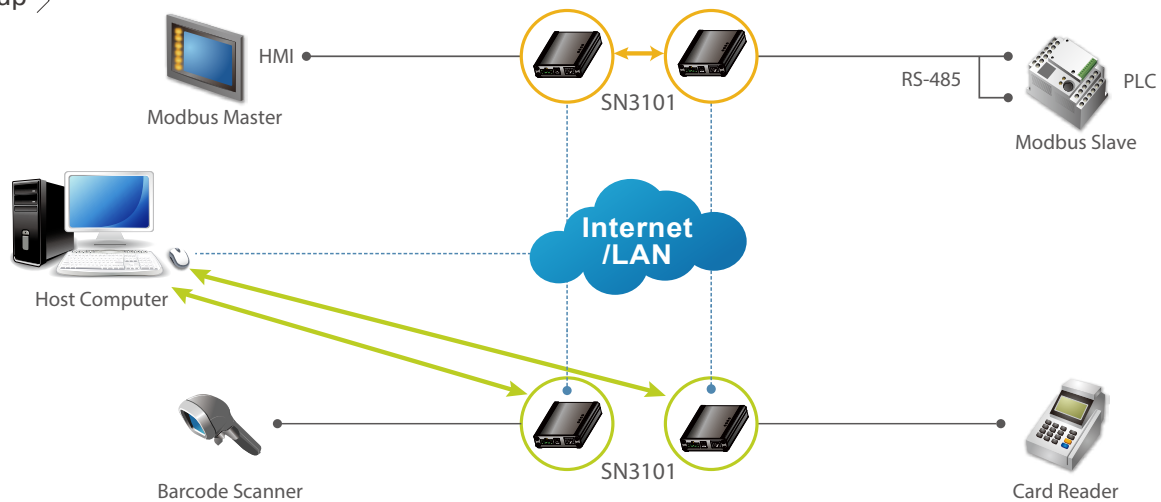 up
HMI
Modbus Master
SN3101
RS-485
PLC
Modbus Slave
Internet
/LAN
Host Computer
SN3101
Barcode Scanner
Card Reader